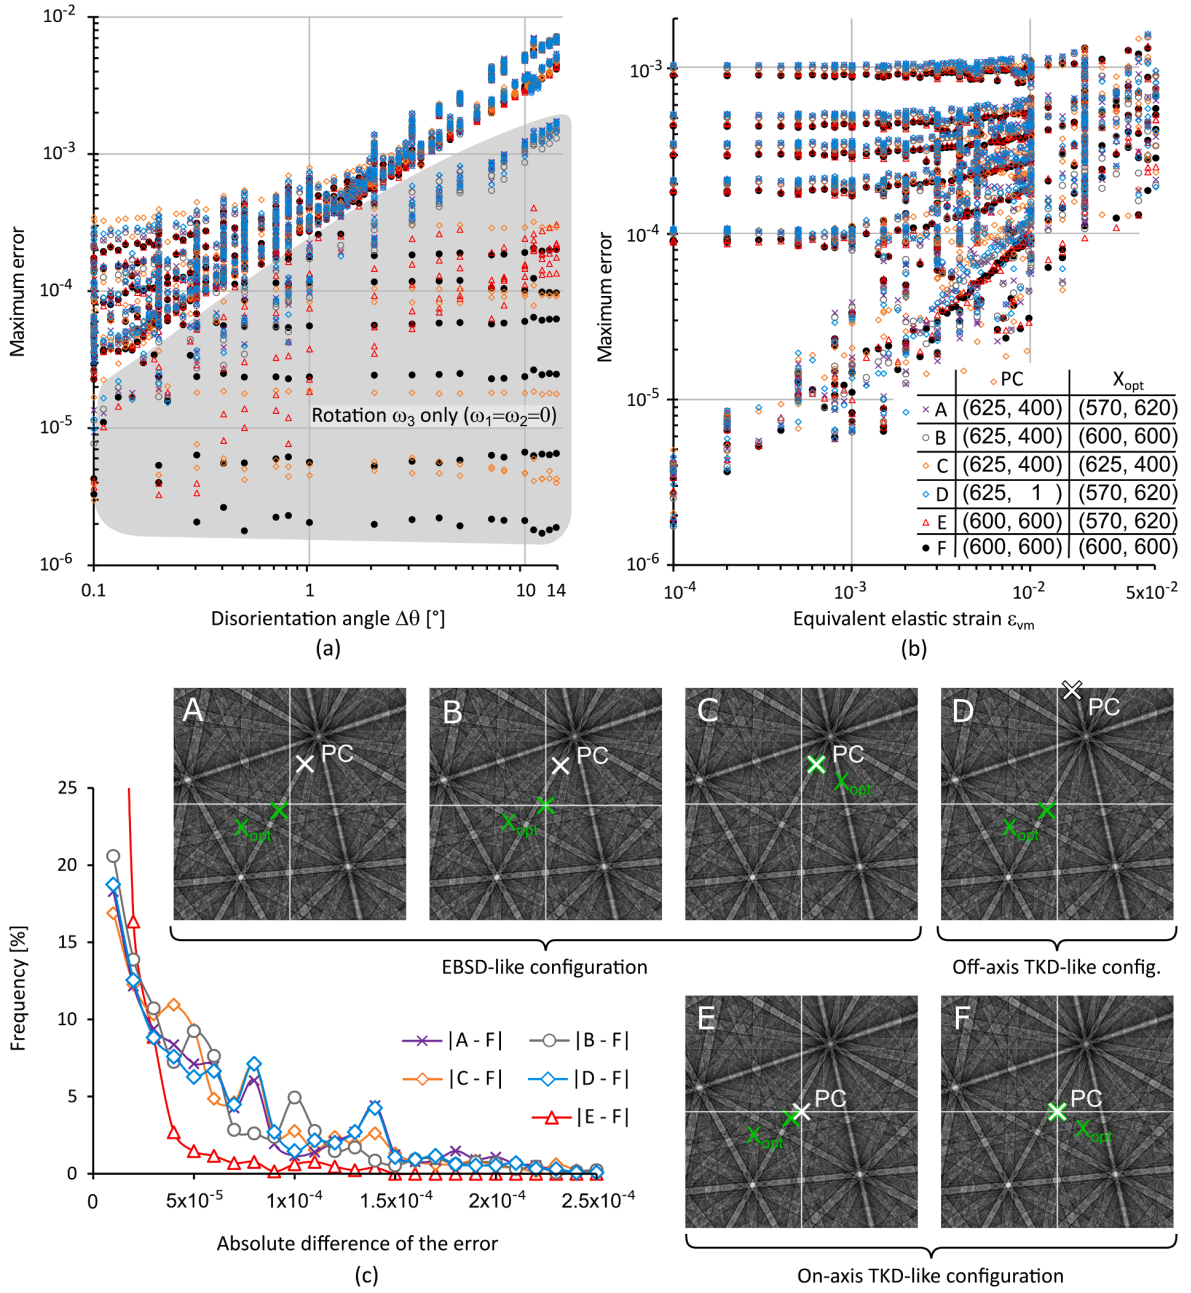 10⁻²
10⁻³
10⁻⁴
10⁻⁵
10⁻⁶
Maximum error
Rotation ω₃ only (ω₁=ω₂=0)
0.1 1 10 14
Disorientation angle Δθ [°]
(a)
10⁻³
10⁻⁴
10⁻⁵
10⁻⁶
Maximum error
PC Xopt
A (625, 400) (570, 620)
B (625, 400) (600, 600)
C (625, 400) (625, 400)
D (625, 1 ) (570, 620)
E (600, 600) (570, 620)
F (600, 600) (600, 600)
10⁻⁴ 10⁻³ 10⁻² 5x10⁻²
Equivalent elastic strain εvm
(b)
A PC Xopt
B PC Xopt
C PC Xopt
D PC Xopt
EBSD-like configuration
Off-axis TKD-like config.
E PC Xopt
F PC Xopt
On-axis TKD-like configuration
25
20
15
10
5
0
Frequency [%]
|A - F| |B - F|
|C - F| |D - F|
|E - F|
0 5x10⁻⁵ 1x10⁻⁴ 1.5x10⁻⁴ 2x10⁻⁴ 2.5x10⁻⁴
Absolute difference of the error
(c)